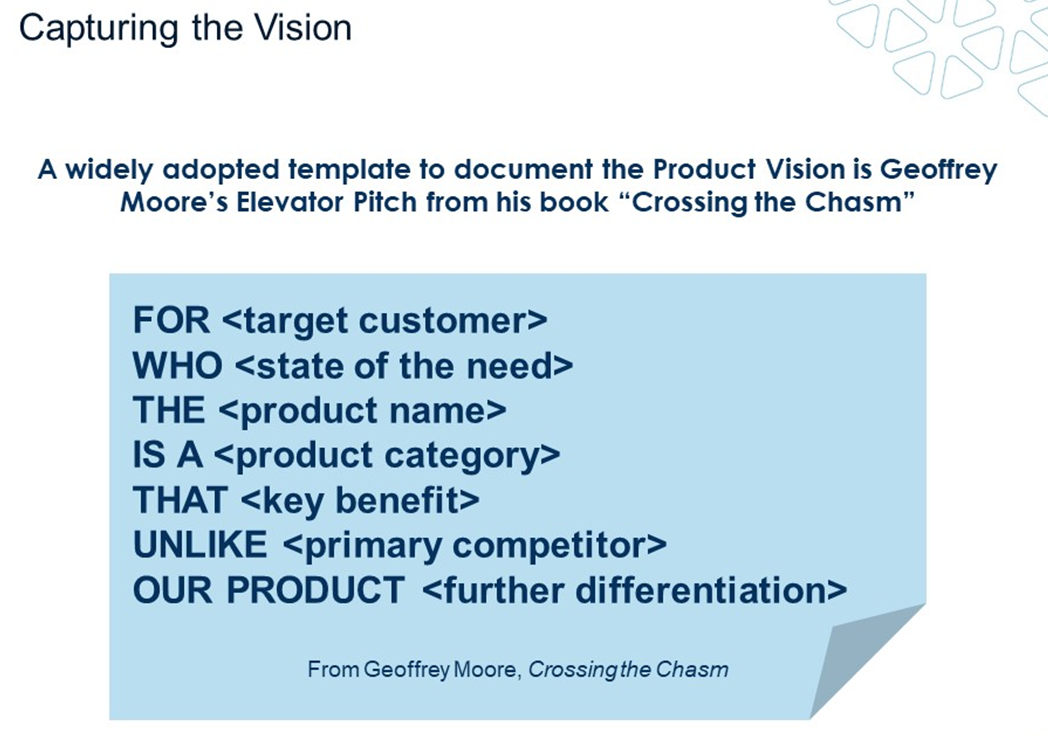 Capturing the Vision
A widely adopted template to document the Product Vision is Geoffrey
Moore’s Elevator Pitch from his book “Crossing the Chasm”
FOR <target customer>
WHO <state of the need>
THE <product name>
IS A <product category>
THAT <key benefit>
UNLIKE <primary competitor>
OUR PRODUCT <further differentiation>
From Geoffrey Moore, Crossing the Chasm